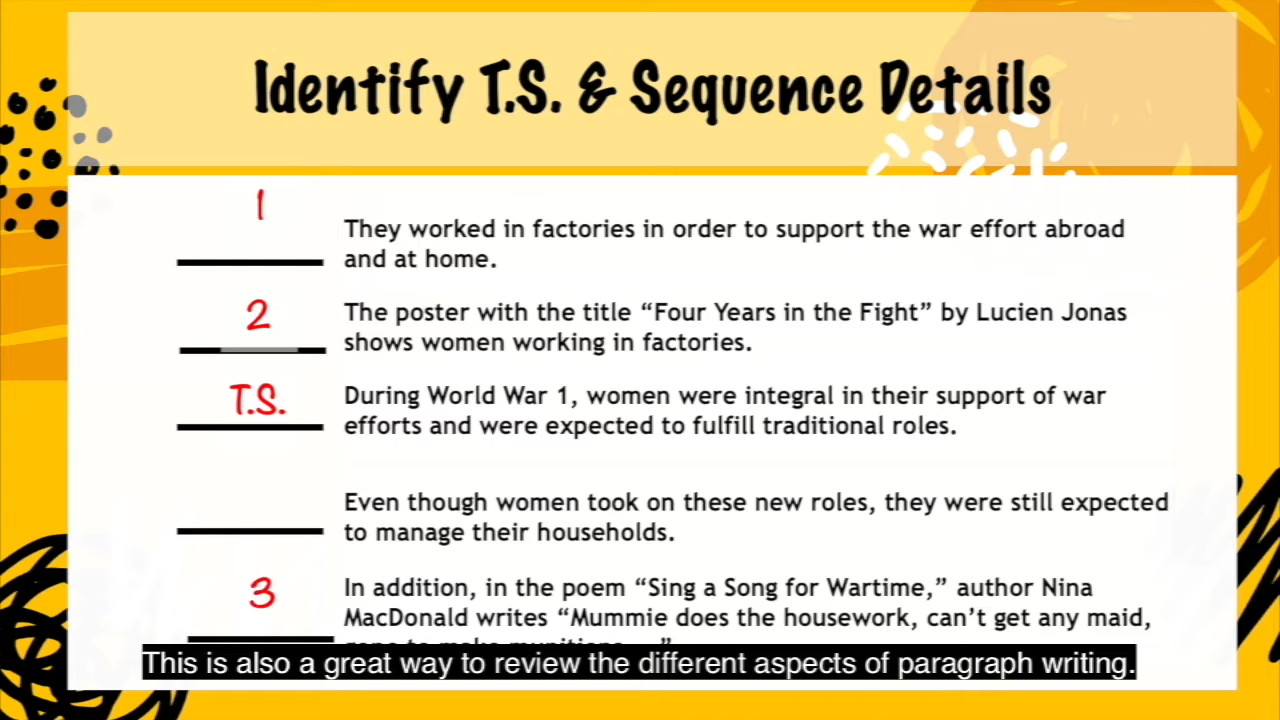 Identify T.S. & Sequence Details
1
They worked in factories in order to support the war effort abroad
and at home.
2
The poster with the title “Four Years in the Fight” by Lucien Jonas
shows women working in factories.
T.S.
During World War 1, women were integral in their support of war
efforts and were expected to fulfill traditional roles.
Even though women took on these new roles, they were still expected
to manage their households.
3
In addition, in the poem “Sing a Song for Wartime,” author Nina
MacDonald writes “Mummie does the housework, can’t get any maid,
This is also a great way to review the different aspects of paragraph writing.